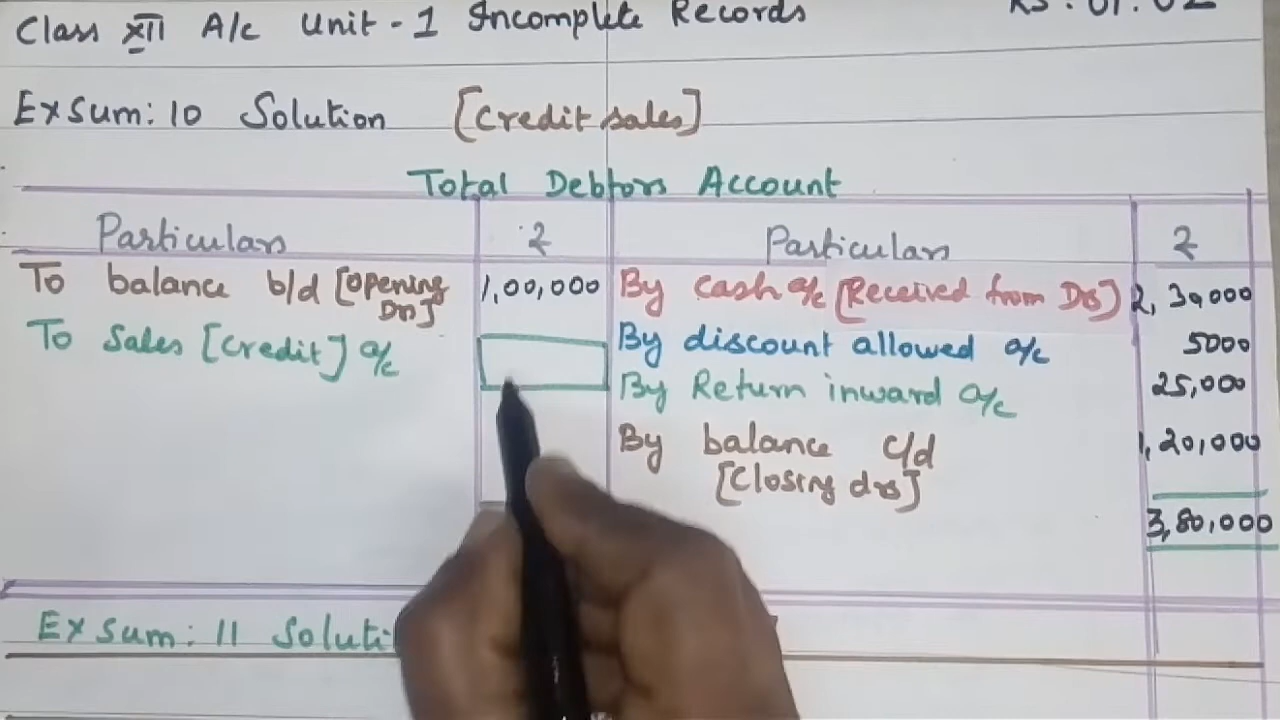 Class XII A/c Unit - 1 Incomplete Records
Ex Sum: 10 Solution [Credit sales]
Total Debtors Account
Particulars ₹ Particulars ₹
To balance b/d [Opening Drs] 1,00,000 By cash a/c [Received from Drs] 2,30,000
To Sales [Credit] a/c By discount allowed a/c 5000
By Return inward a/c 25,000
By balance c/d 1,20,000
[Closing drs]
3,80,000
Ex Sum: 11